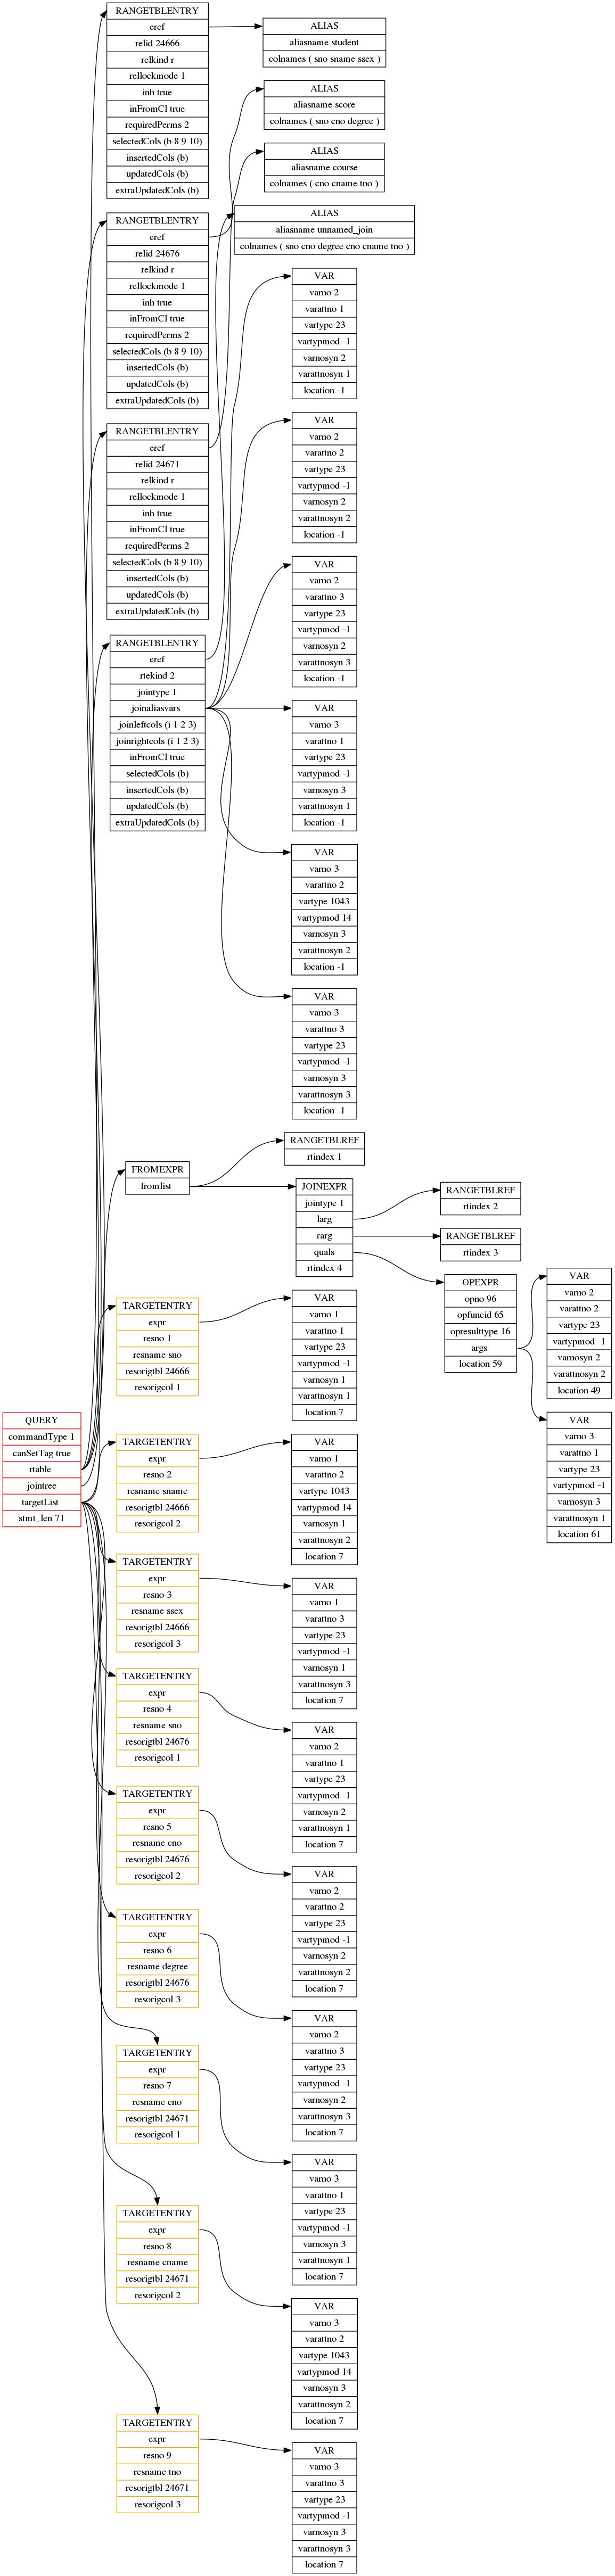 RANGETBLENTRY
eref
relid 24666
relkind r
rellockmode 1
inh true
inFromCl true
requiredPerms 2
selectedCols (b 8 9 10)
insertedCols (b)
updatedCols (b)
extraUpdatedCols (b)
ALIAS
aliasname student
colnames ( sno sname ssex )
ALIAS
aliasname score
colnames ( sno cno degree )
ALIAS
aliasname course
colnames ( cno cname tno )
ALIAS
aliasname unnamed_join
colnames ( sno cno degree cno cname tno )
RANGETBLENTRY
eref
relid 24676
relkind r
rellockmode 1
inh true
inFromCl true
requiredPerms 2
selectedCols (b 8 9 10)
insertedCols (b)
updatedCols (b)
extraUpdatedCols (b)
RANGETBLENTRY
eref
relid 24671
relkind r
rellockmode 1
inh true
inFromCl true
requiredPerms 2
selectedCols (b 8 9 10)
insertedCols (b)
updatedCols (b)
extraUpdatedCols (b)
RANGETBLENTRY
eref
rtekind 2
jointype 1
joinaliasvars
joinleftcols (i 1 2 3)
joinrightcols (i 1 2 3)
inFromCl true
selectedCols (b)
insertedCols (b)
updatedCols (b)
extraUpdatedCols (b)
VAR
varno 2
varattno 1
vartype 23
vartypmod -1
varnosyn 2
varattnosyn 1
location -1
VAR
varno 2
varattno 2
vartype 23
vartypmod -1
varnosyn 2
varattnosyn 2
location -1
VAR
varno 2
varattno 3
vartype 23
vartypmod -1
varnosyn 2
varattnosyn 3
location -1
VAR
varno 3
varattno 1
vartype 23
vartypmod -1
varnosyn 3
varattnosyn 1
location -1
VAR
varno 3
varattno 2
vartype 1043
vartypmod 14
varnosyn 3
varattnosyn 2
location -1
VAR
varno 3
varattno 3
vartype 23
vartypmod -1
varnosyn 3
varattnosyn 3
location -1
FROMEXPR
fromlist
RANGETBLREF
rtindex 1
JOINEXPR
jointype 1
larg
rarg
quals
rtindex 4
RANGETBLREF
rtindex 2
RANGETBLREF
rtindex 3
OPEXPR
opno 96
opfuncid 65
opresulttype 16
args
location 59
VAR
varno 2
varattno 2
vartype 23
vartypmod -1
varnosyn 2
varattnosyn 2
location 49
VAR
varno 3
varattno 1
vartype 23
vartypmod -1
varnosyn 3
varattnosyn 1
location 61
QUERY
commandType 1
canSetTag true
rtable
jointree
targetList
stmt_len 71
TARGETENTRY
expr
resno 1
resname sno
resorigtbl 24666
resorigcol 1
VAR
varno 1
varattno 1
vartype 23
vartypmod -1
varnosyn 1
varattnosyn 1
location 7
TARGETENTRY
expr
resno 2
resname sname
resorigtbl 24666
resorigcol 2
VAR
varno 1
varattno 2
vartype 1043
vartypmod 14
varnosyn 1
varattnosyn 2
location 7
TARGETENTRY
expr
resno 3
resname ssex
resorigtbl 24666
resorigcol 3
VAR
varno 1
varattno 3
vartype 23
vartypmod -1
varnosyn 1
varattnosyn 3
location 7
TARGETENTRY
expr
resno 4
resname sno
resorigtbl 24676
resorigcol 1
VAR
varno 2
varattno 1
vartype 23
vartypmod -1
varnosyn 2
varattnosyn 1
location 7
TARGETENTRY
expr
resno 5
resname cno
resorigtbl 24676
resorigcol 2
VAR
varno 2
varattno 2
vartype 23
vartypmod -1
varnosyn 2
varattnosyn 2
location 7
TARGETENTRY
expr
resno 6
resname degree
resorigtbl 24676
resorigcol 3
VAR
varno 2
varattno 3
vartype 23
vartypmod -1
varnosyn 2
varattnosyn 3
location 7
TARGETENTRY
expr
resno 7
resname cno
resorigtbl 24671
resorigcol 1
VAR
varno 3
varattno 1
vartype 23
vartypmod -1
varnosyn 3
varattnosyn 1
location 7
TARGETENTRY
expr
resno 8
resname cname
resorigtbl 24671
resorigcol 2
VAR
varno 3
varattno 2
vartype 1043
vartypmod 14
varnosyn 3
varattnosyn 2
location 7
TARGETENTRY
expr
resno 9
resname tno
resorigtbl 24671
resorigcol 3
VAR
varno 3
varattno 3
vartype 23
vartypmod -1
varnosyn 3
varattnosyn 3
location 7